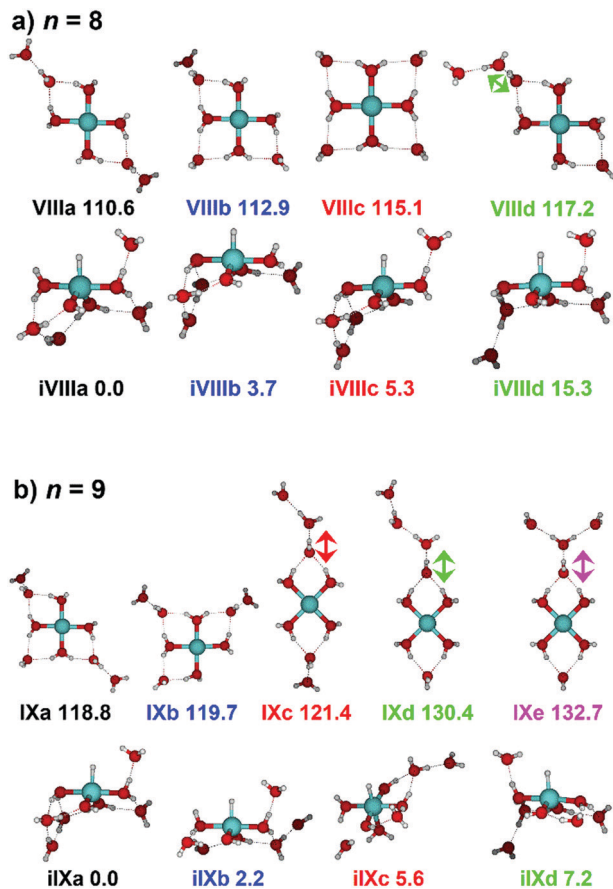 a) n = 8
VIIIa 110.6 VIIIb 112.9 VIIIc 115.1 VIIId 117.2
iVIIIa 0.0 iVIIIb 3.7 iVIIIc 5.3 iVIIId 15.3
b) n = 9
IXa 118.8 IXb 119.7 IXc 121.4 IXd 130.4 IXe 132.7
iIXa 0.0 iIXb 2.2 iIXc 5.6 iIXd 7.2